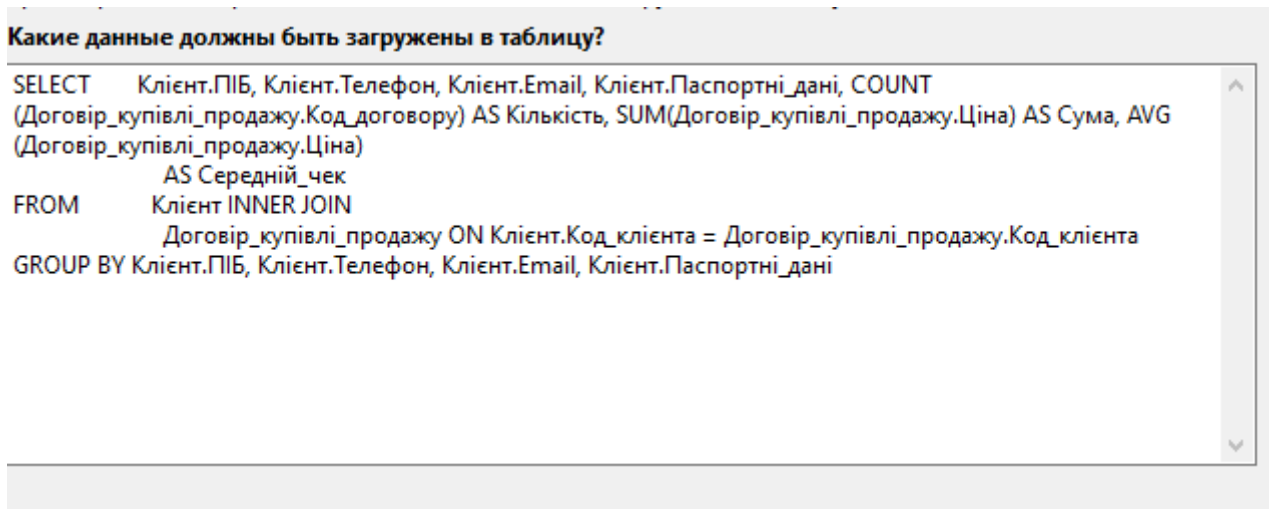 Какие данные должны быть загружены в таблицу?
SELECT Клієнт.ПІБ, Клієнт.Телефон, Клієнт.Email, Клієнт.Паспортні_дані, COUNT
(Договір_купівлі_продажу.Код_договору) AS Кількість, SUM(Договір_купівлі_продажу.Ціна) AS Сума, AVG
(Договір_купівлі_продажу.Ціна)
AS Середній_чек
FROM Клієнт INNER JOIN
Договір_купівлі_продажу ON Клієнт.Код_клієнта = Договір_купівлі_продажу.Код_клієнта
GROUP BY Клієнт.ПІБ, Клієнт.Телефон, Клієнт.Email, Клієнт.Паспортні_дані